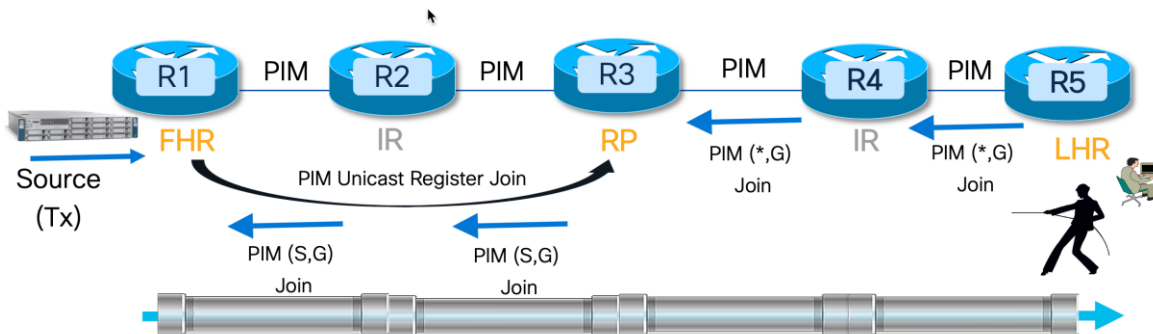 R1
PIM
R2
PIM
R3
PIM
R4
PIM
R5
FHR
IR
RP
IR
LHR
Source
(Tx)
PIM Unicast Register Join
PIM (*,G)
Join
PIM (*,G)
Join
PIM (S,G)
Join
PIM (S,G)
Join